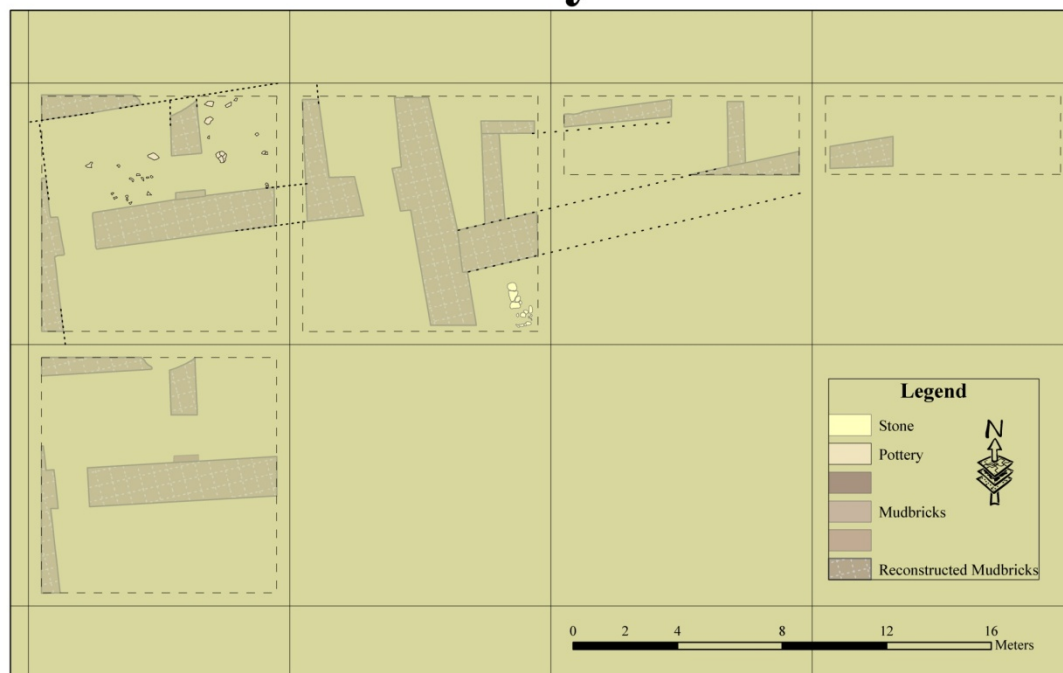 Legend
Stone
Pottery
Mudbricks
Reconstructed Mudbricks
N
0 2 4 8 12 16
Meters